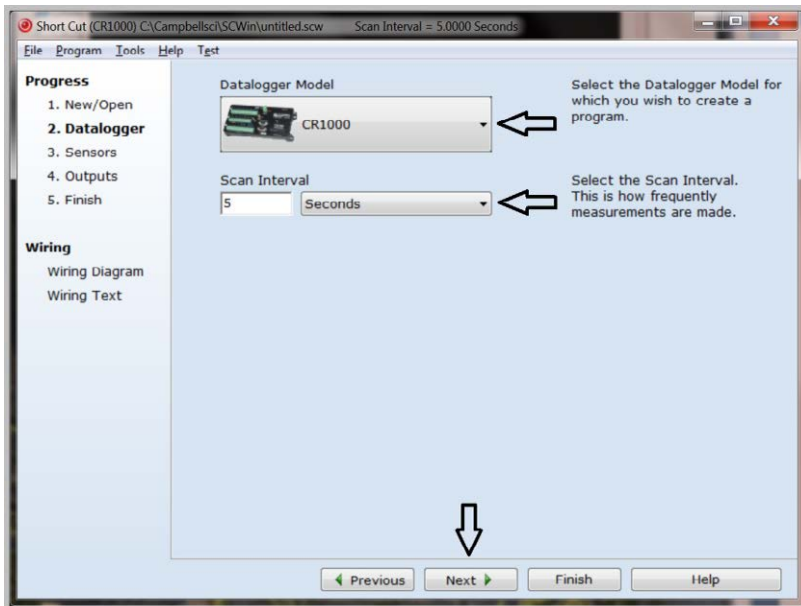 Short Cut (CR1000) C:\Campbellsci\SCWin\untitled.scw Scan Interval = 5.0000 Seconds
File Program Tools Help Test
Progress
1. New/Open
2. Datalogger
3. Sensors
4. Outputs
5. Finish
Wiring
Wiring Diagram
Wiring Text
Datalogger Model
CR1000
Select the Datalogger Model for
which you wish to create a
program.
Scan Interval
5 Seconds
Select the Scan Interval.
This is how frequently
measurements are made.
Previous Next Finish Help